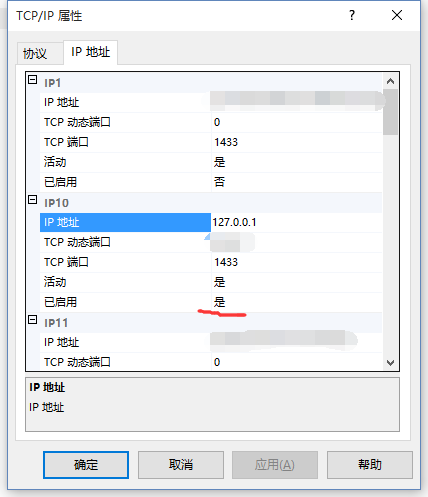 TCP/IP 属性
协议 IP 地址
IP1
IP 地址
TCP 动态端口 0
TCP 端口 1433
活动 是
已启用 否
IP10
IP 地址 127.0.0.1
TCP 动态端口
TCP 端口 1433
活动 是
已启用 是
IP11
IP 地址
TCP 动态端口 0
IP 地址
IP 地址
确定 取消 应用(A) 帮助